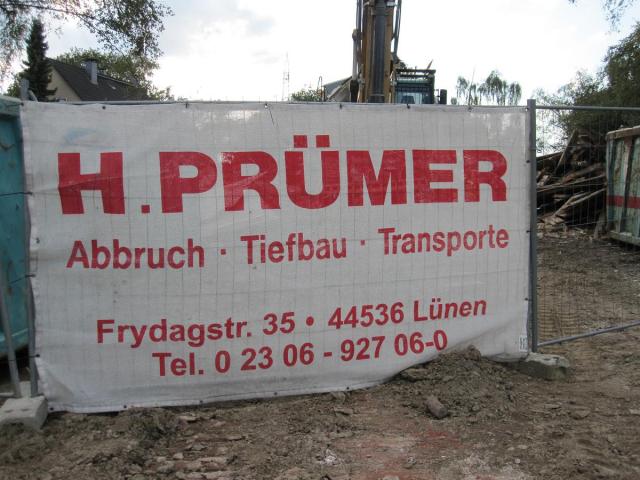 H.PRÜMER
Abbruch · Tiefbau · Transporte
Frydagstr. 35 • 44536 Lünen
Tel. 0 23 06 - 927 06-0